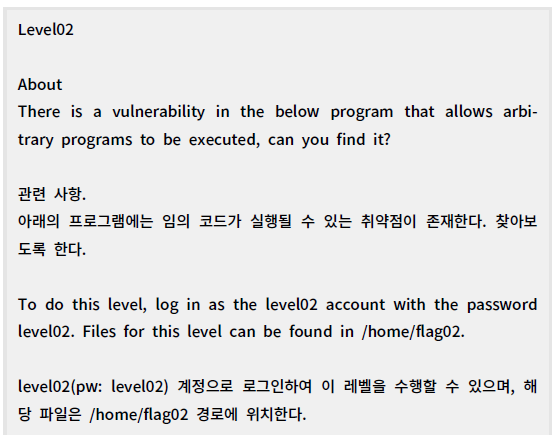 Level02
About
There is a vulnerability in the below program that allows arbi-
trary programs to be executed, can you find it?
관련 사항.
아래의 프로그램에는 임의 코드가 실행될 수 있는 취약점이 존재한다. 찾아보
도록 한다.
To do this level, log in as the level02 account with the password
level02. Files for this level can be found in /home/flag02.
level02(pw: level02) 계정으로 로그인하여 이 레벨을 수행할 수 있으며, 해
당 파일은 /home/flag02 경로에 위치한다.